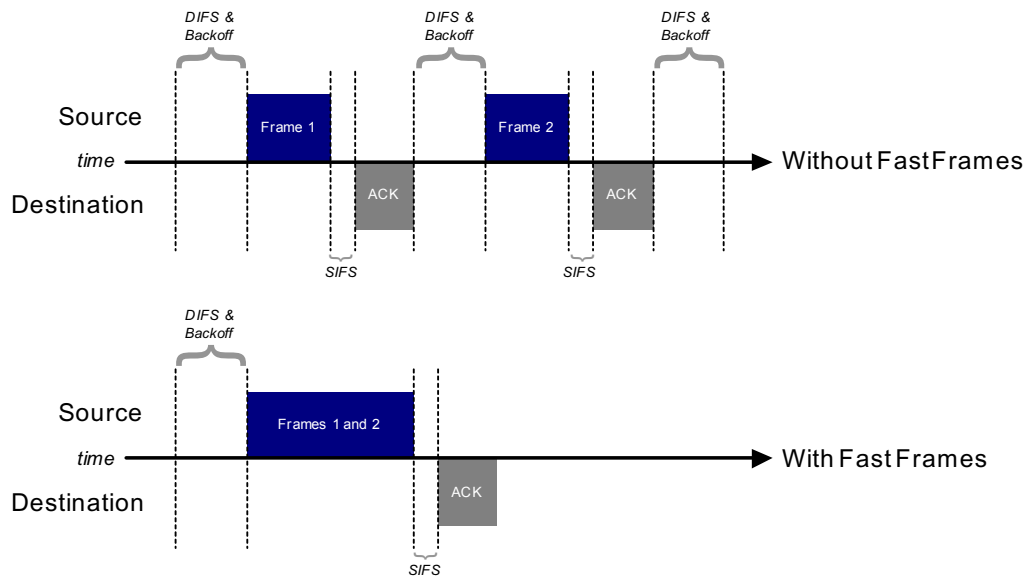 DIFS &
Backoff
DIFS &
Backoff
DIFS &
Backoff
Source
Frame 1
Frame 2
time
Without Fast Frames
Destination
ACK
ACK
SIFS
SIFS
DIFS &
Backoff
Source
Frames 1 and 2
time
With Fast Frames
Destination
ACK
SIFS